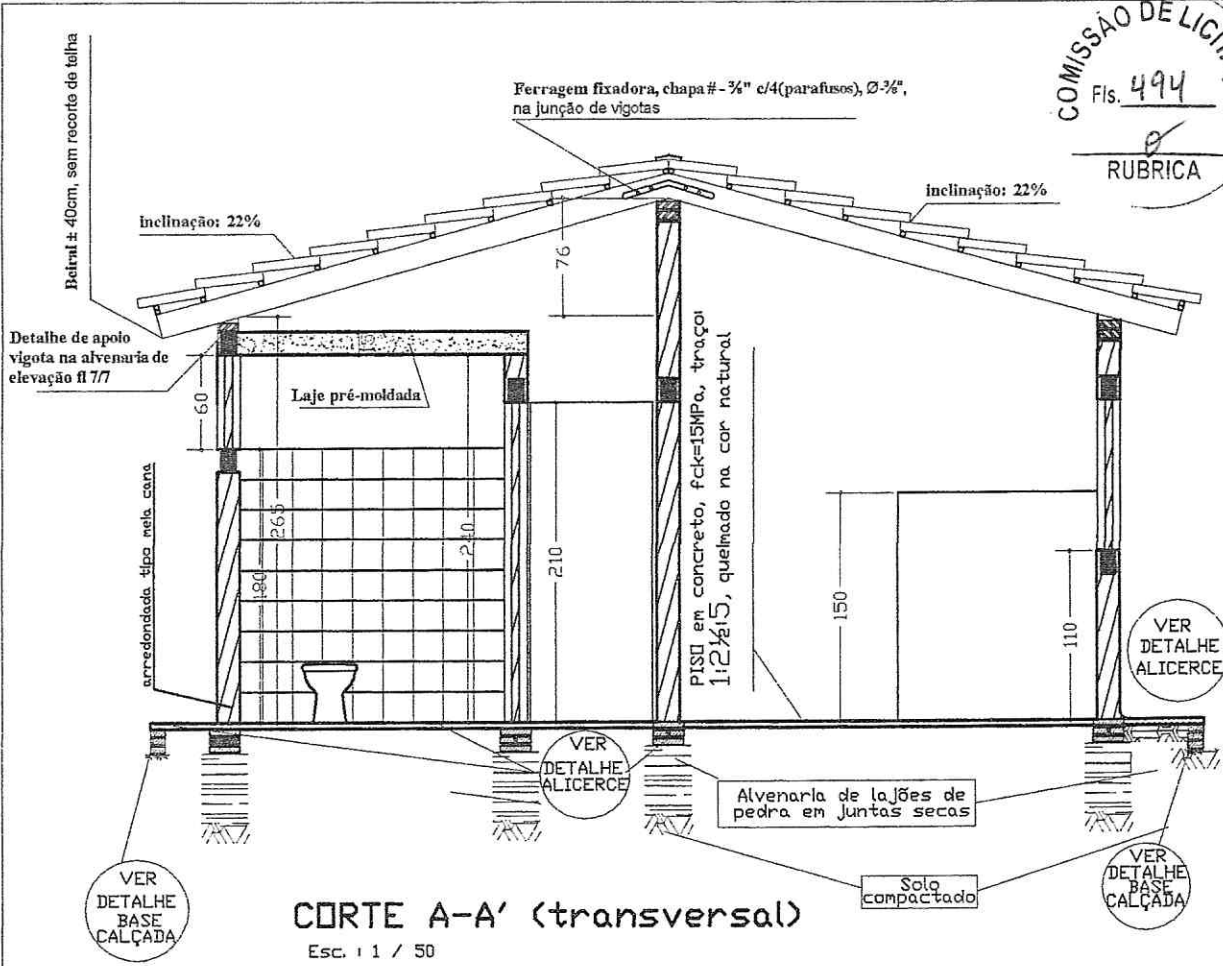 COMISSÃO DE LICI
Fls. 494
RUBRICA
Beiral ± 40cm, sem recorte de telha
Ferragem fixadora, chapa # - ⅜" c/4(parafusos), Ø-⅜",
na junção de vigotas
inclinação: 22%
inclinação: 22%
76
Detalhe de apoio
vigota na alvenaria de
elevação fl 7/7
15
Laje pré-moldada
60
arredondada tipo meia cana
180
265
240
210
PISO em concreto, fck=15MPa, traço:
1:2½:5, queimado na cor natural
150
110
VER
DETALHE
ALICERCE
VER
DETALHE
ALICERCE
Alvenaria de lajões de
pedra em juntas secas
Solo
compactado
VER
DETALHE
BASE
CALÇADA
VER
DETALHE
BASE
CALÇADA
CORTE A-A' (transversal)
Esc. : 1 / 50